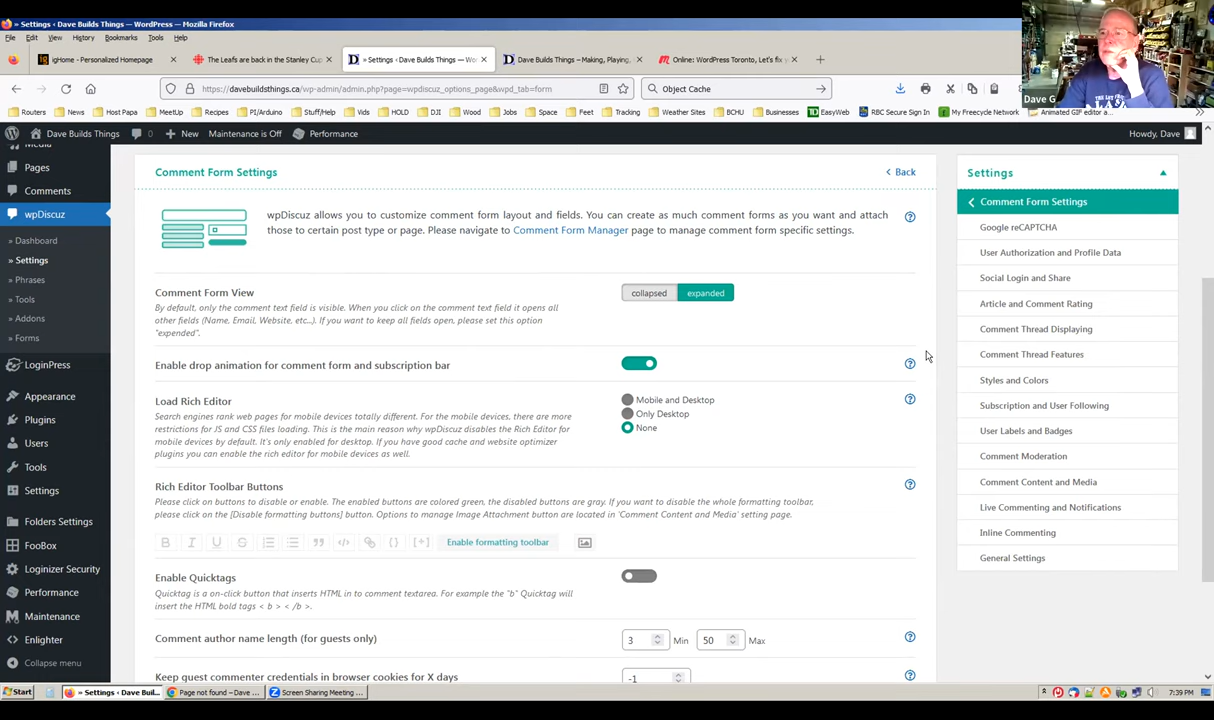 » Settings ‹ Dave Builds Things — WordPress — Mozilla Firefox
File Edit View History Bookmarks Tools Help
igHome - Personalized Homepage
The Leafs are back in the Stanley Cu
» Settings ‹ Dave Builds Things — Wo
Dave Builds Things – Making, Playing,
Online: WordPress Toronto, Let's fix y
https://davebuildsthings.ca/wp-admin/admin.php?page=wpdiscuz_options_page&wpd_tab=form
Object Cache
Routers News Host Papa MeetUp Recipes PI/Arduino Stuff/Help Vids HOLD DJI Wood Jobs Space Feet Tracking Weather Sites BCHU Businesses EasyWeb RBC Secure Sign In My Freecycle Network Animated GIF editor a
Dave G
Dave Builds Things 0 New Maintenance is Off Performance Howdy, Dave
Media
Pages
Comments
wpDiscuz
» Dashboard
» Settings
» Phrases
» Tools
» Addons
» Forms
LoginPress
Appearance
Plugins
Users
Tools
Settings
Folders Settings
FooBox
Loginizer Security
Performance
Maintenance
Enlighter
Collapse menu
Comment Form Settings
Back
wpDiscuz allows you to customize comment form layout and fields. You can create as much comment forms as you want and attach
those to certain post type or page. Please navigate to Comment Form Manager page to manage comment form specific settings.
Comment Form View
By default, only the comment text field is visible. When you click on the comment text field it opens all
other fields (Name, Email, Website, etc...). If you want to keep all fields open, please set this option
"expanded".
collapsed expanded
Enable drop animation for comment form and subscription bar
Load Rich Editor
Search engines rank web pages for mobile devices totally different. For the mobile devices, there are more
restrictions for JS and CSS files loading. This is the main reason why wpDiscuz disables the Rich Editor for
mobile devices by default. It's only enabled for desktop. If you have good cache and website optimizer
plugins you can enable the rich editor for mobile devices as well.
Mobile and Desktop
Only Desktop
None
Rich Editor Toolbar Buttons
Please click on buttons to disable or enable. The enabled buttons are colored green, the disabled buttons are gray. If you want to disable the whole formatting toolbar,
please click on the [Disable formatting buttons] button. Options to manage Image Attachment button are located in 'Comment Content and Media' setting page.
B I U S </> {} [+] Enable formatting toolbar
Enable Quicktags
Quicktag is a on-click button that inserts HTML in to comment textarea. For example the "b" Quicktag will
insert the HTML bold tags < b > < /b >.
Comment author name length (for guests only)
3 Min 50 Max
Keep guest commenter credentials in browser cookies for X days
-1
Settings
Comment Form Settings
Google reCAPTCHA
User Authorization and Profile Data
Social Login and Share
Article and Comment Rating
Comment Thread Displaying
Comment Thread Features
Styles and Colors
Subscription and User Following
User Labels and Badges
Comment Moderation
Comment Content and Media
Live Commenting and Notifications
Inline Commenting
General Settings
Start
» Settings ‹ Dave Buil...
Page not found – Dave ...
Screen Sharing Meeting ...
7:39 PM